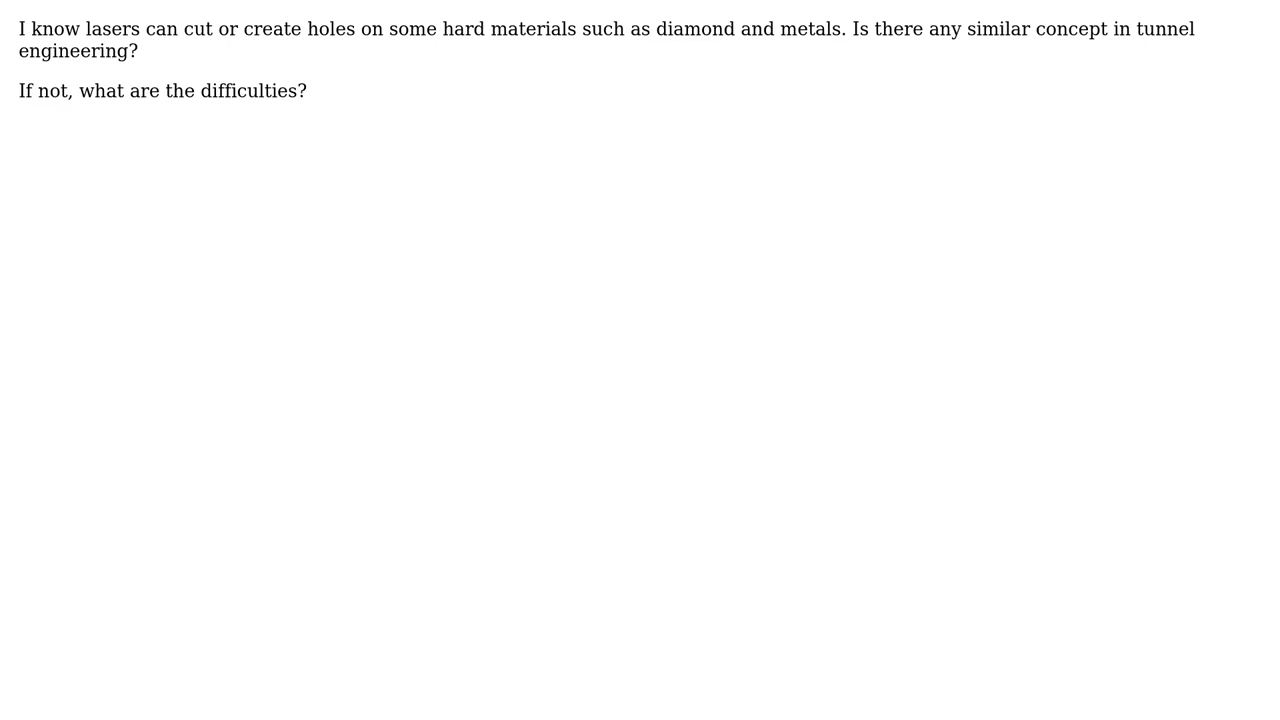 I know lasers can cut or create holes on some hard materials such as diamond and metals. Is there any similar concept in tunnel
engineering?
If not, what are the difficulties?